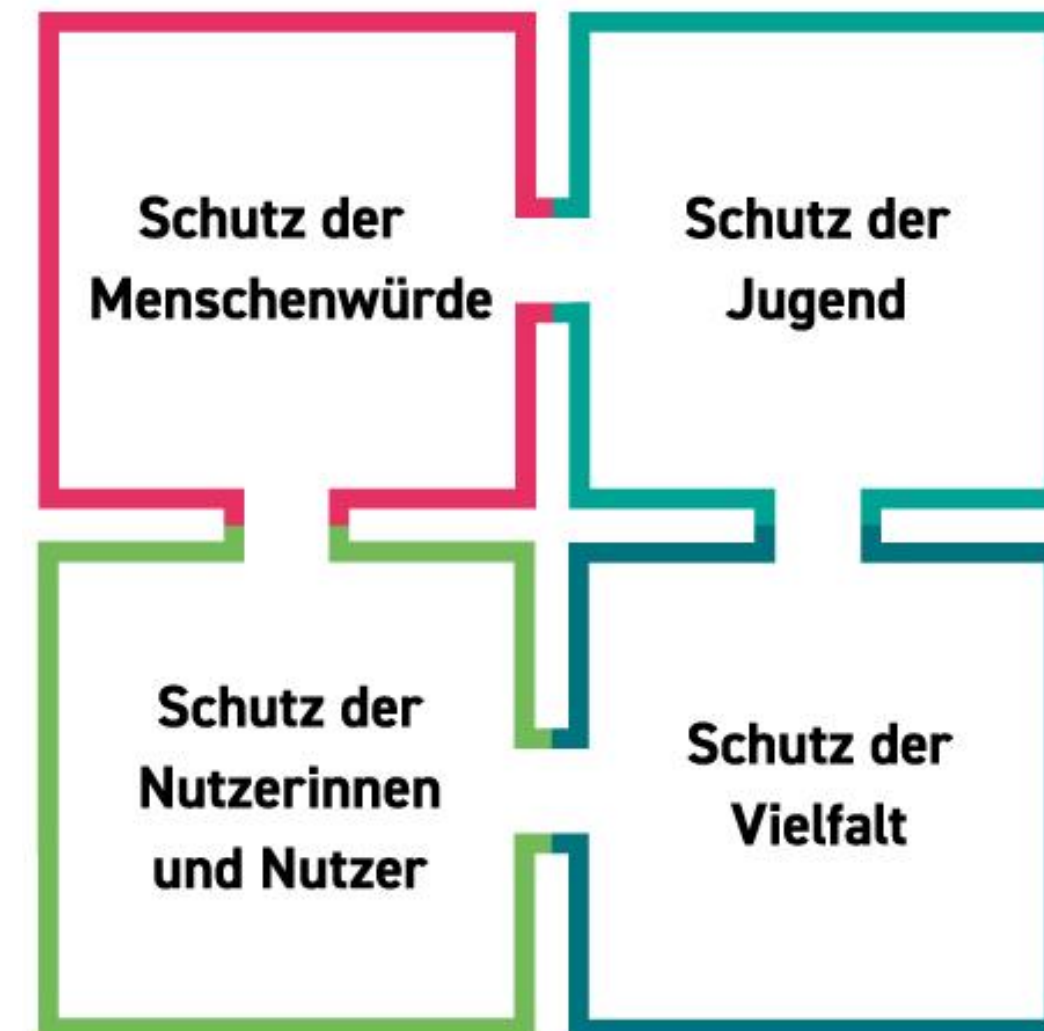 Schutz der
Menschenwürde
Schutz der
Jugend
Schutz der
Nutzerinnen
und Nutzer
Schutz der
Vielfalt